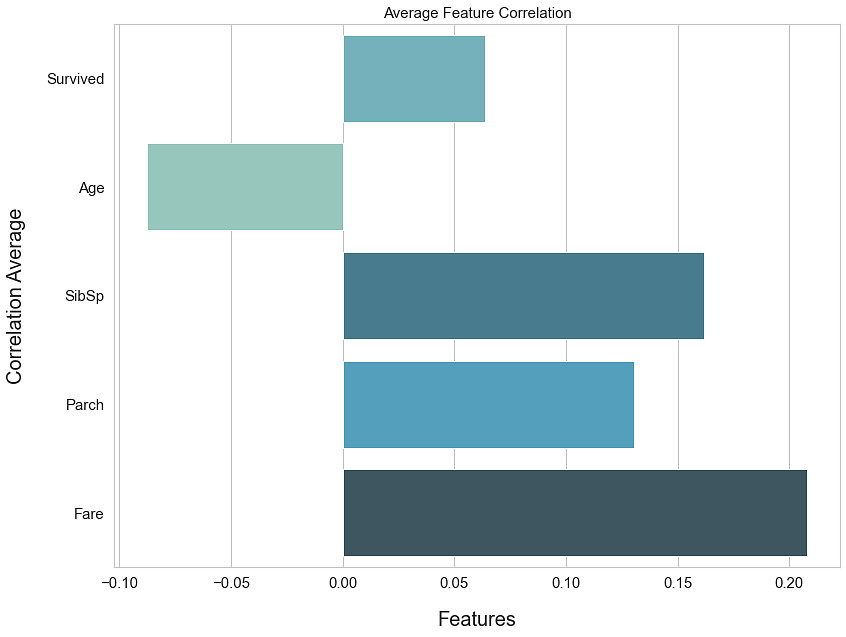 Average Feature Correlation
Survived
Age
SibSp
Parch
Fare
Correlation Average
−0.10 −0.05 0.00 0.05 0.10 0.15 0.20
Features